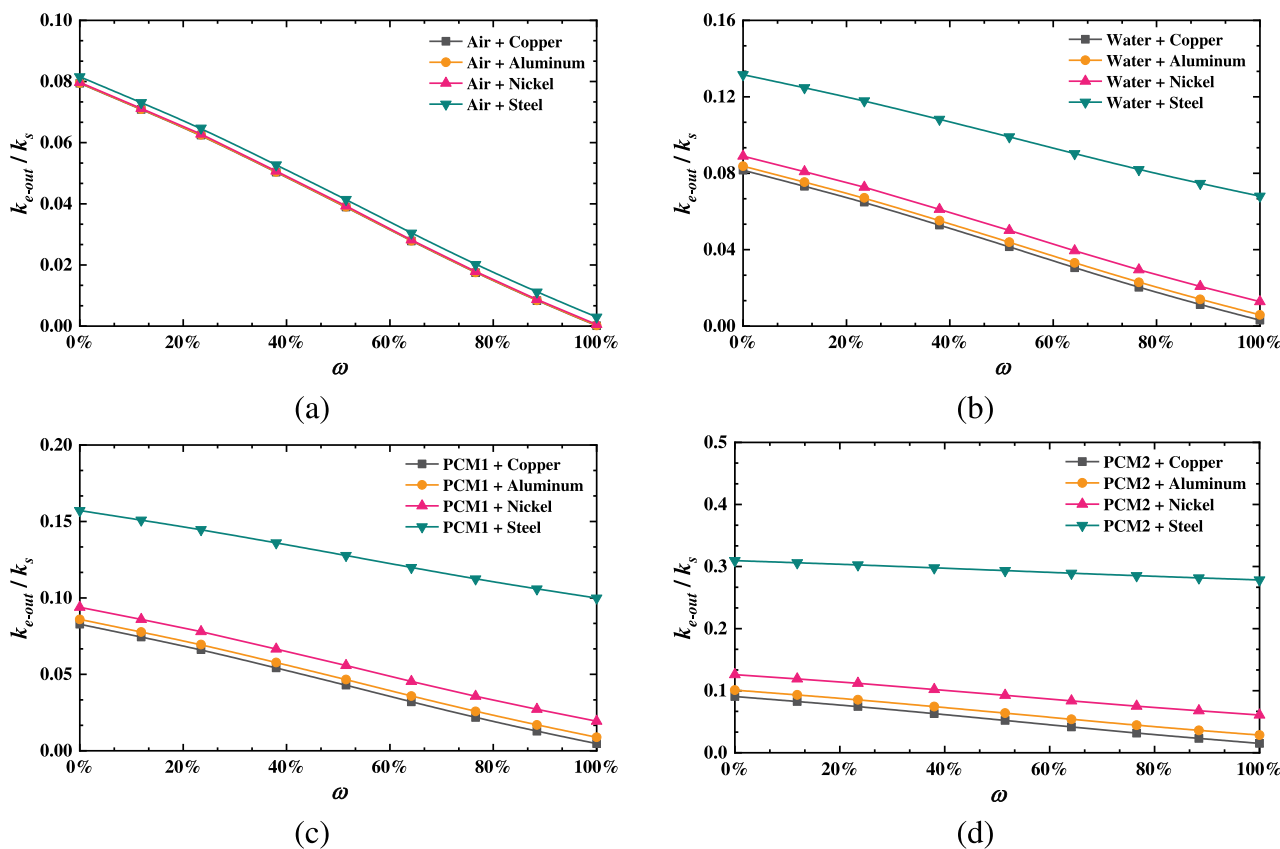 0.10
0.08
0.06
0.04
0.02
0.00
k_{e-out} / k_s
Air + Copper
Air + Aluminum
Air + Nickel
Air + Steel
0% 20% 40% 60% 80% 100%
ω
(a)
0.16
0.12
0.08
0.04
0.00
k_{e-out} / k_s
Water + Copper
Water + Aluminum
Water + Nickel
Water + Steel
0% 20% 40% 60% 80% 100%
ω
(b)
0.20
0.15
0.10
0.05
0.00
k_{e-out} / k_s
PCM1 + Copper
PCM1 + Aluminum
PCM1 + Nickel
PCM1 + Steel
0% 20% 40% 60% 80% 100%
ω
(c)
0.5
0.4
0.3
0.2
0.1
0.0
k_{e-out} / k_s
PCM2 + Copper
PCM2 + Aluminum
PCM2 + Nickel
PCM2 + Steel
0% 20% 40% 60% 80% 100%
ω
(d)